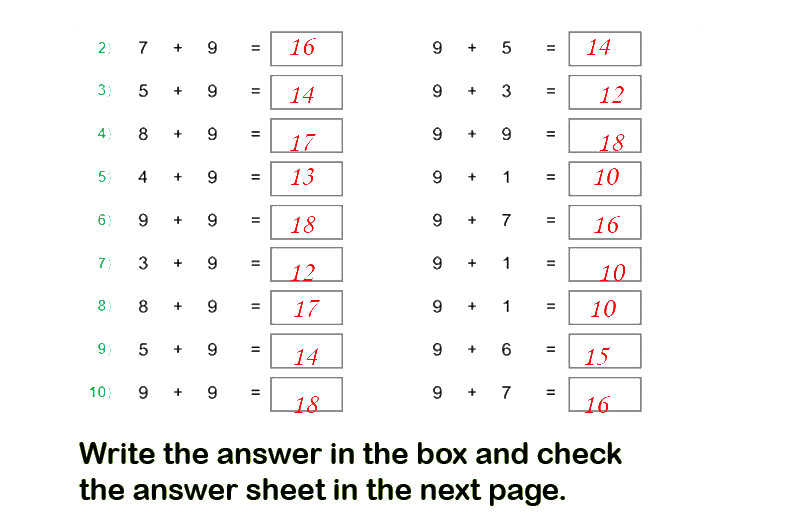 2) 7 + 9 = 16 9 + 5 = 14
3) 5 + 9 = 14 9 + 3 = 12
4) 8 + 9 = 17 9 + 9 = 18
5) 4 + 9 = 13 9 + 1 = 10
6) 9 + 9 = 18 9 + 7 = 16
7) 3 + 9 = 12 9 + 1 = 10
8) 8 + 9 = 17 9 + 1 = 10
9) 5 + 9 = 14 9 + 6 = 15
10) 9 + 9 = 18 9 + 7 = 16
Write the answer in the box and check
the answer sheet in the next page.